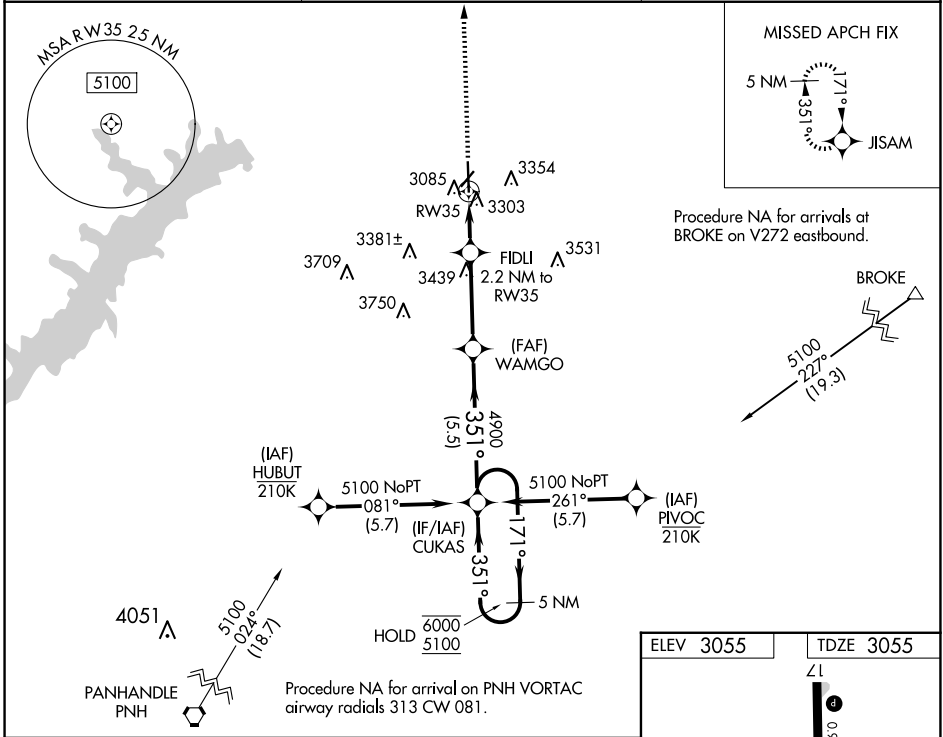 MSA RW35 25 NM
5100
MISSED APCH FIX
5 NM
171°
351°
JISAM
3085
3354
RW35
3303
3381±
3709
3439
FIDLI
2.2 NM to
RW35
3531
3750
Procedure NA for arrivals at
BROKE on V272 eastbound.
BROKE
5100
227°
(19.3)
(FAF)
WAMGO
4900
351°
(5.5)
(IAF)
HUBUT
210K
5100 NoPT
081°
(5.7)
(IF/IAF)
CUKAS
5100 NoPT
261°
(5.7)
(IAF)
PIVOC
210K
171°
351°
5 NM
HOLD
6000
5100
4051
5100
024°
(18.7)
PANHANDLE
PNH
Procedure NA for arrival on PNH VORTAC
airway radials 313 CW 081.
ELEV 3055
TDZE 3055
17
P